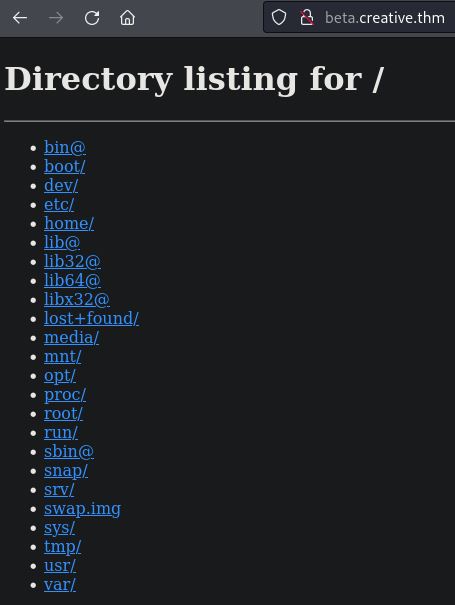 beta.creative.thm
Directory listing for /
bin@
boot/
dev/
etc/
home/
lib@
lib32@
lib64@
libx32@
lost+found/
media/
mnt/
opt/
proc/
root/
run/
sbin@
snap/
srv/
swap.img
sys/
tmp/
usr/
var/